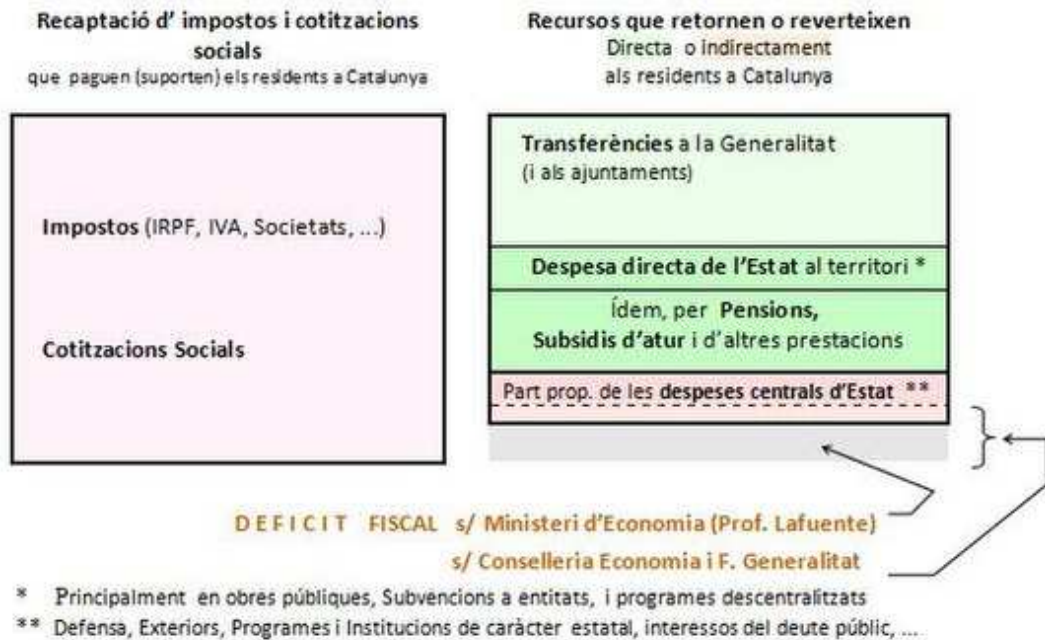 Recaptació d' impostos i cotitzacions
socials
que paguen (suporten) els residents a Catalunya
Recursos que retornen o reverteixen
Directa o indirectament
als residents a Catalunya
Impostos (IRPF, IVA, Societats, ...)
Cotitzacions Socials
Transferències a la Generalitat
(i als ajuntaments)
Despesa directa de l'Estat al territori *
Ídem, per Pensions,
Subsidis d'atur i d'altres prestacions
Part prop. de les despeses centrals d'Estat **
DEFICIT FISCAL s/ Ministeri d'Economia (Prof. Lafuente)
s/ Conselleria Economia i F. Generalitat
* Principalment en obres públiques, Subvencions a entitats, i programes descentralitzats
** Defensa, Exteriors, Programes i Institucions de caràcter estatal, interessos del deute públic, ...